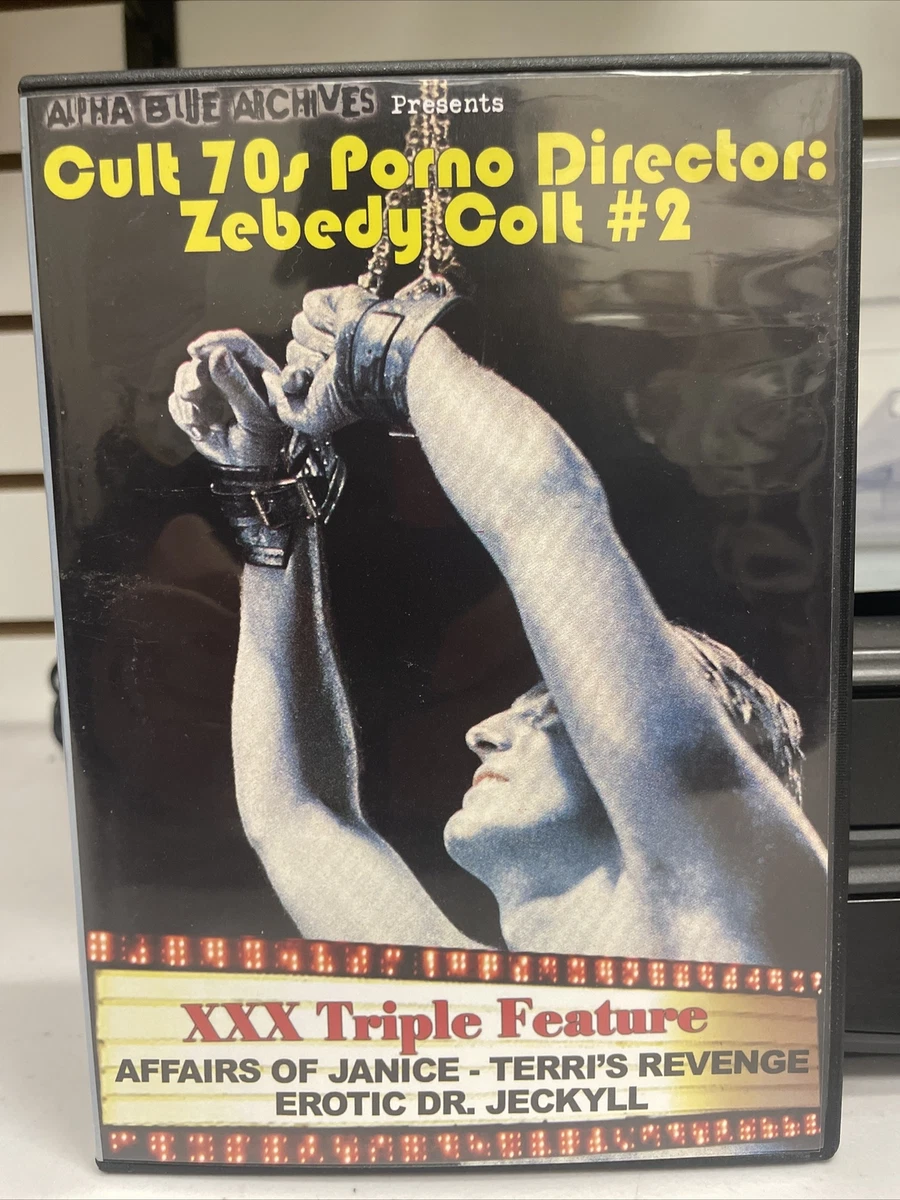 ALPHA BLUE ARCHIVES Presents
Cult 70s Porno Director:
Zebedy Colt #2
XXX Triple Feature
AFFAIRS OF JANICE - TERRI'S REVENGE
EROTIC DR. JECKYLL